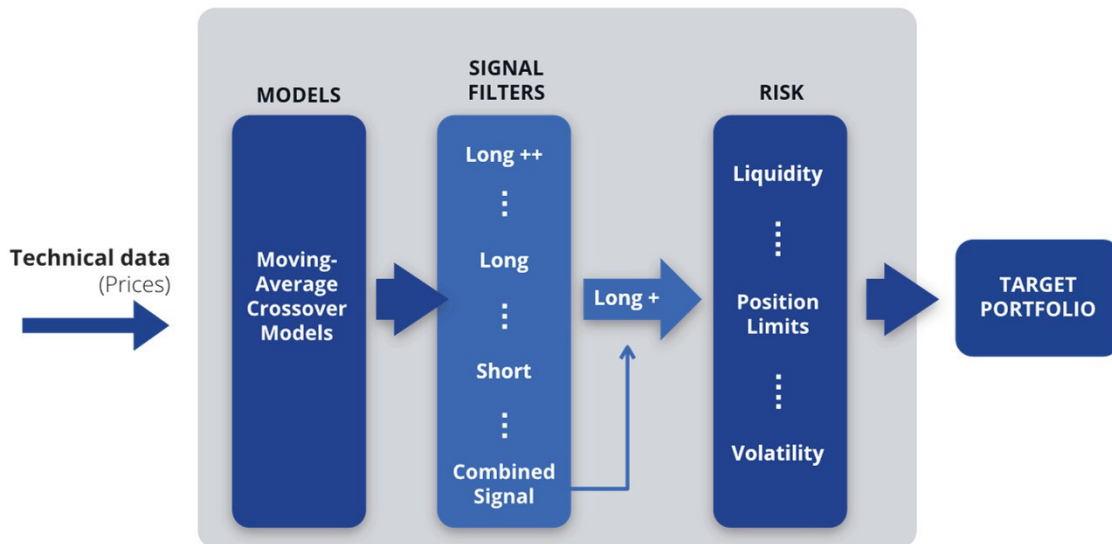 MODELS
SIGNAL
FILTERS
RISK
Technical data
(Prices)
Moving-
Average
Crossover
Models
Long ++
Long
Short
Combined
Signal
Long +
Liquidity
Position
Limits
Volatility
TARGET
PORTFOLIO